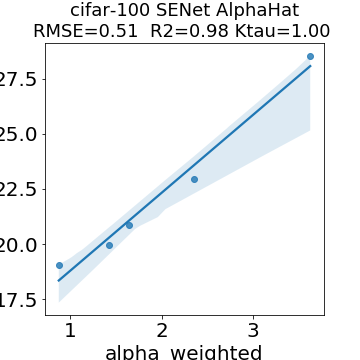 cifar-100 SENet AlphaHat
RMSE=0.51 R2=0.98 Ktau=1.00
27.5
25.0
22.5
20.0
17.5
1 2 3
alpha_weighted